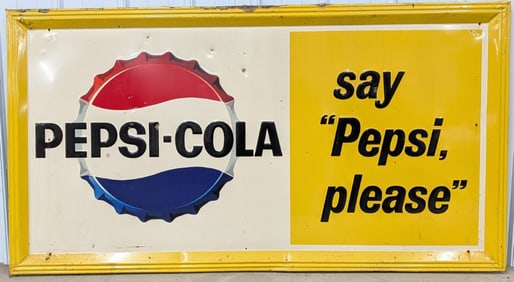 PEPSI-COLA
say
“Pepsi,
please”